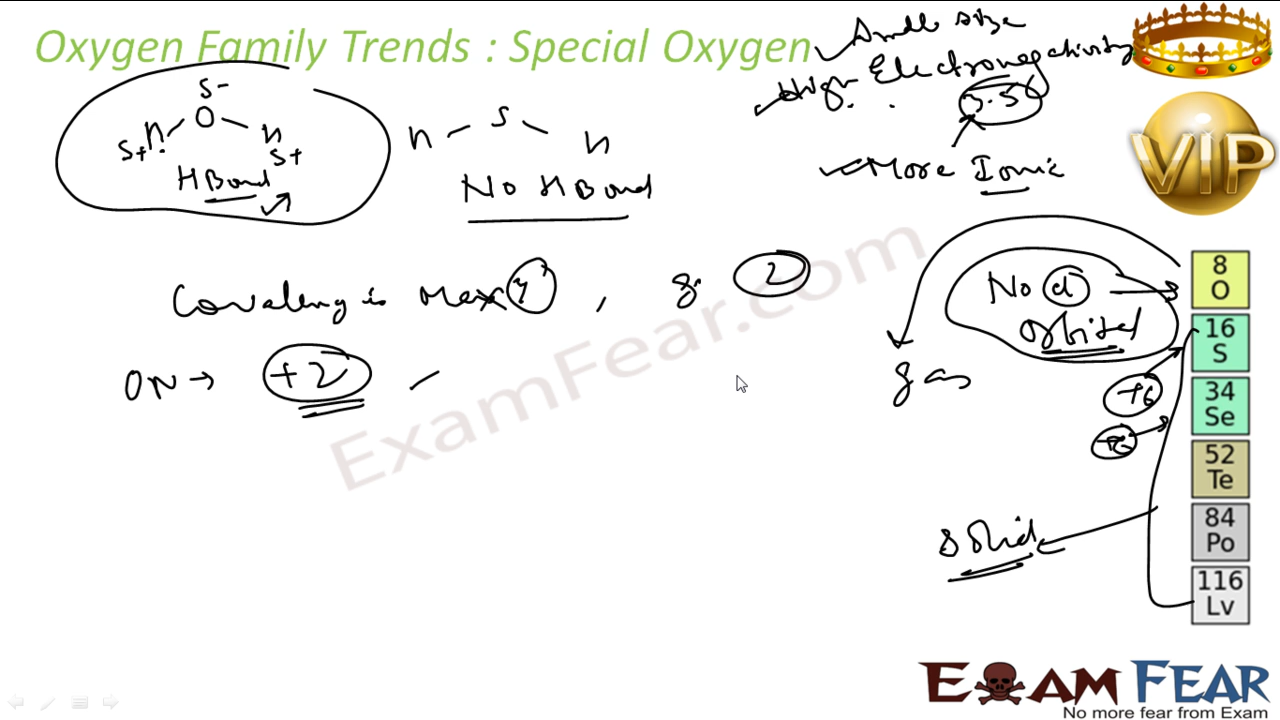 Oxygen Family Trends : Special Oxygen
Small size
High Electronegativity
3.5
More Ionic
VIP
δ-
O
H
H
δ+
δ+
H Bond
H
S
H
No H Bond
Covalency is Max 4 ,
2
ON → +2
No d
orbital
gas
+6
+6
solid
8
O
16
S
34
Se
52
Te
84
Po
116
Lv
ExamFear.com
EXAM FEAR
No more fear from Exam